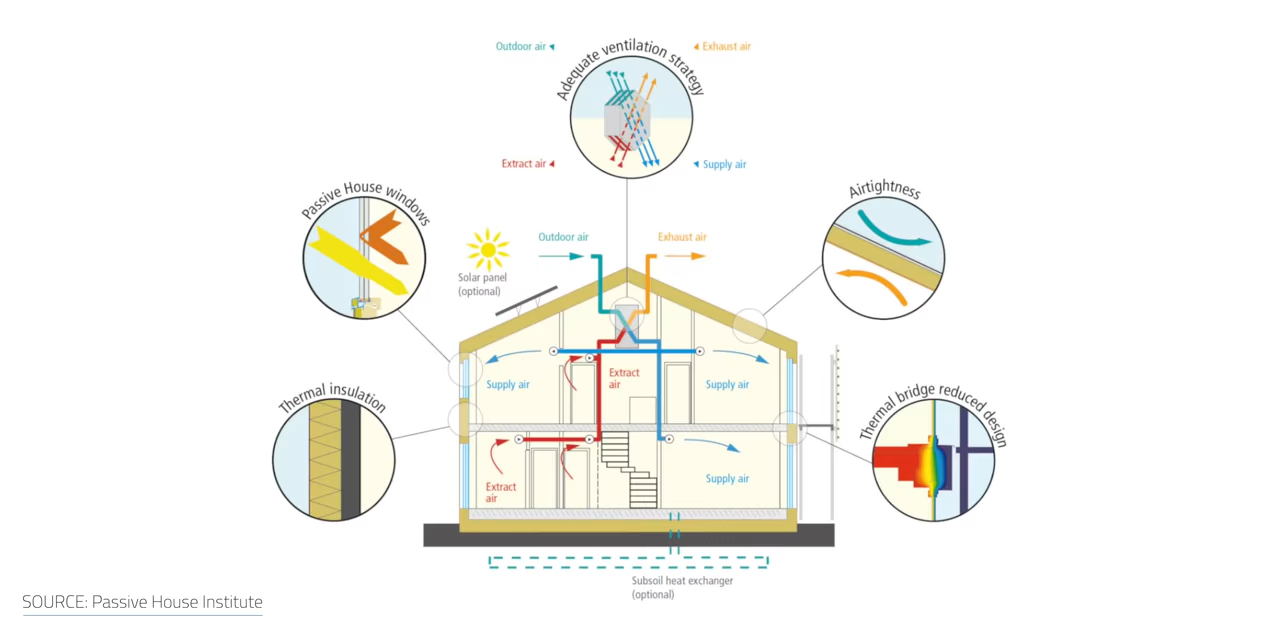 Outdoor air
Exhaust air
Adequate ventilation strategy
Extract air
Supply air
Passive House windows
Airtightness
Outdoor air
Exhaust air
Solar panel
(optional)
Supply air
Extract
air
Supply air
Thermal insulation
Thermal bridge reduced design
Extract
air
Supply air
Subsoil heat exchanger
(optional)
SOURCE: Passive House Institute